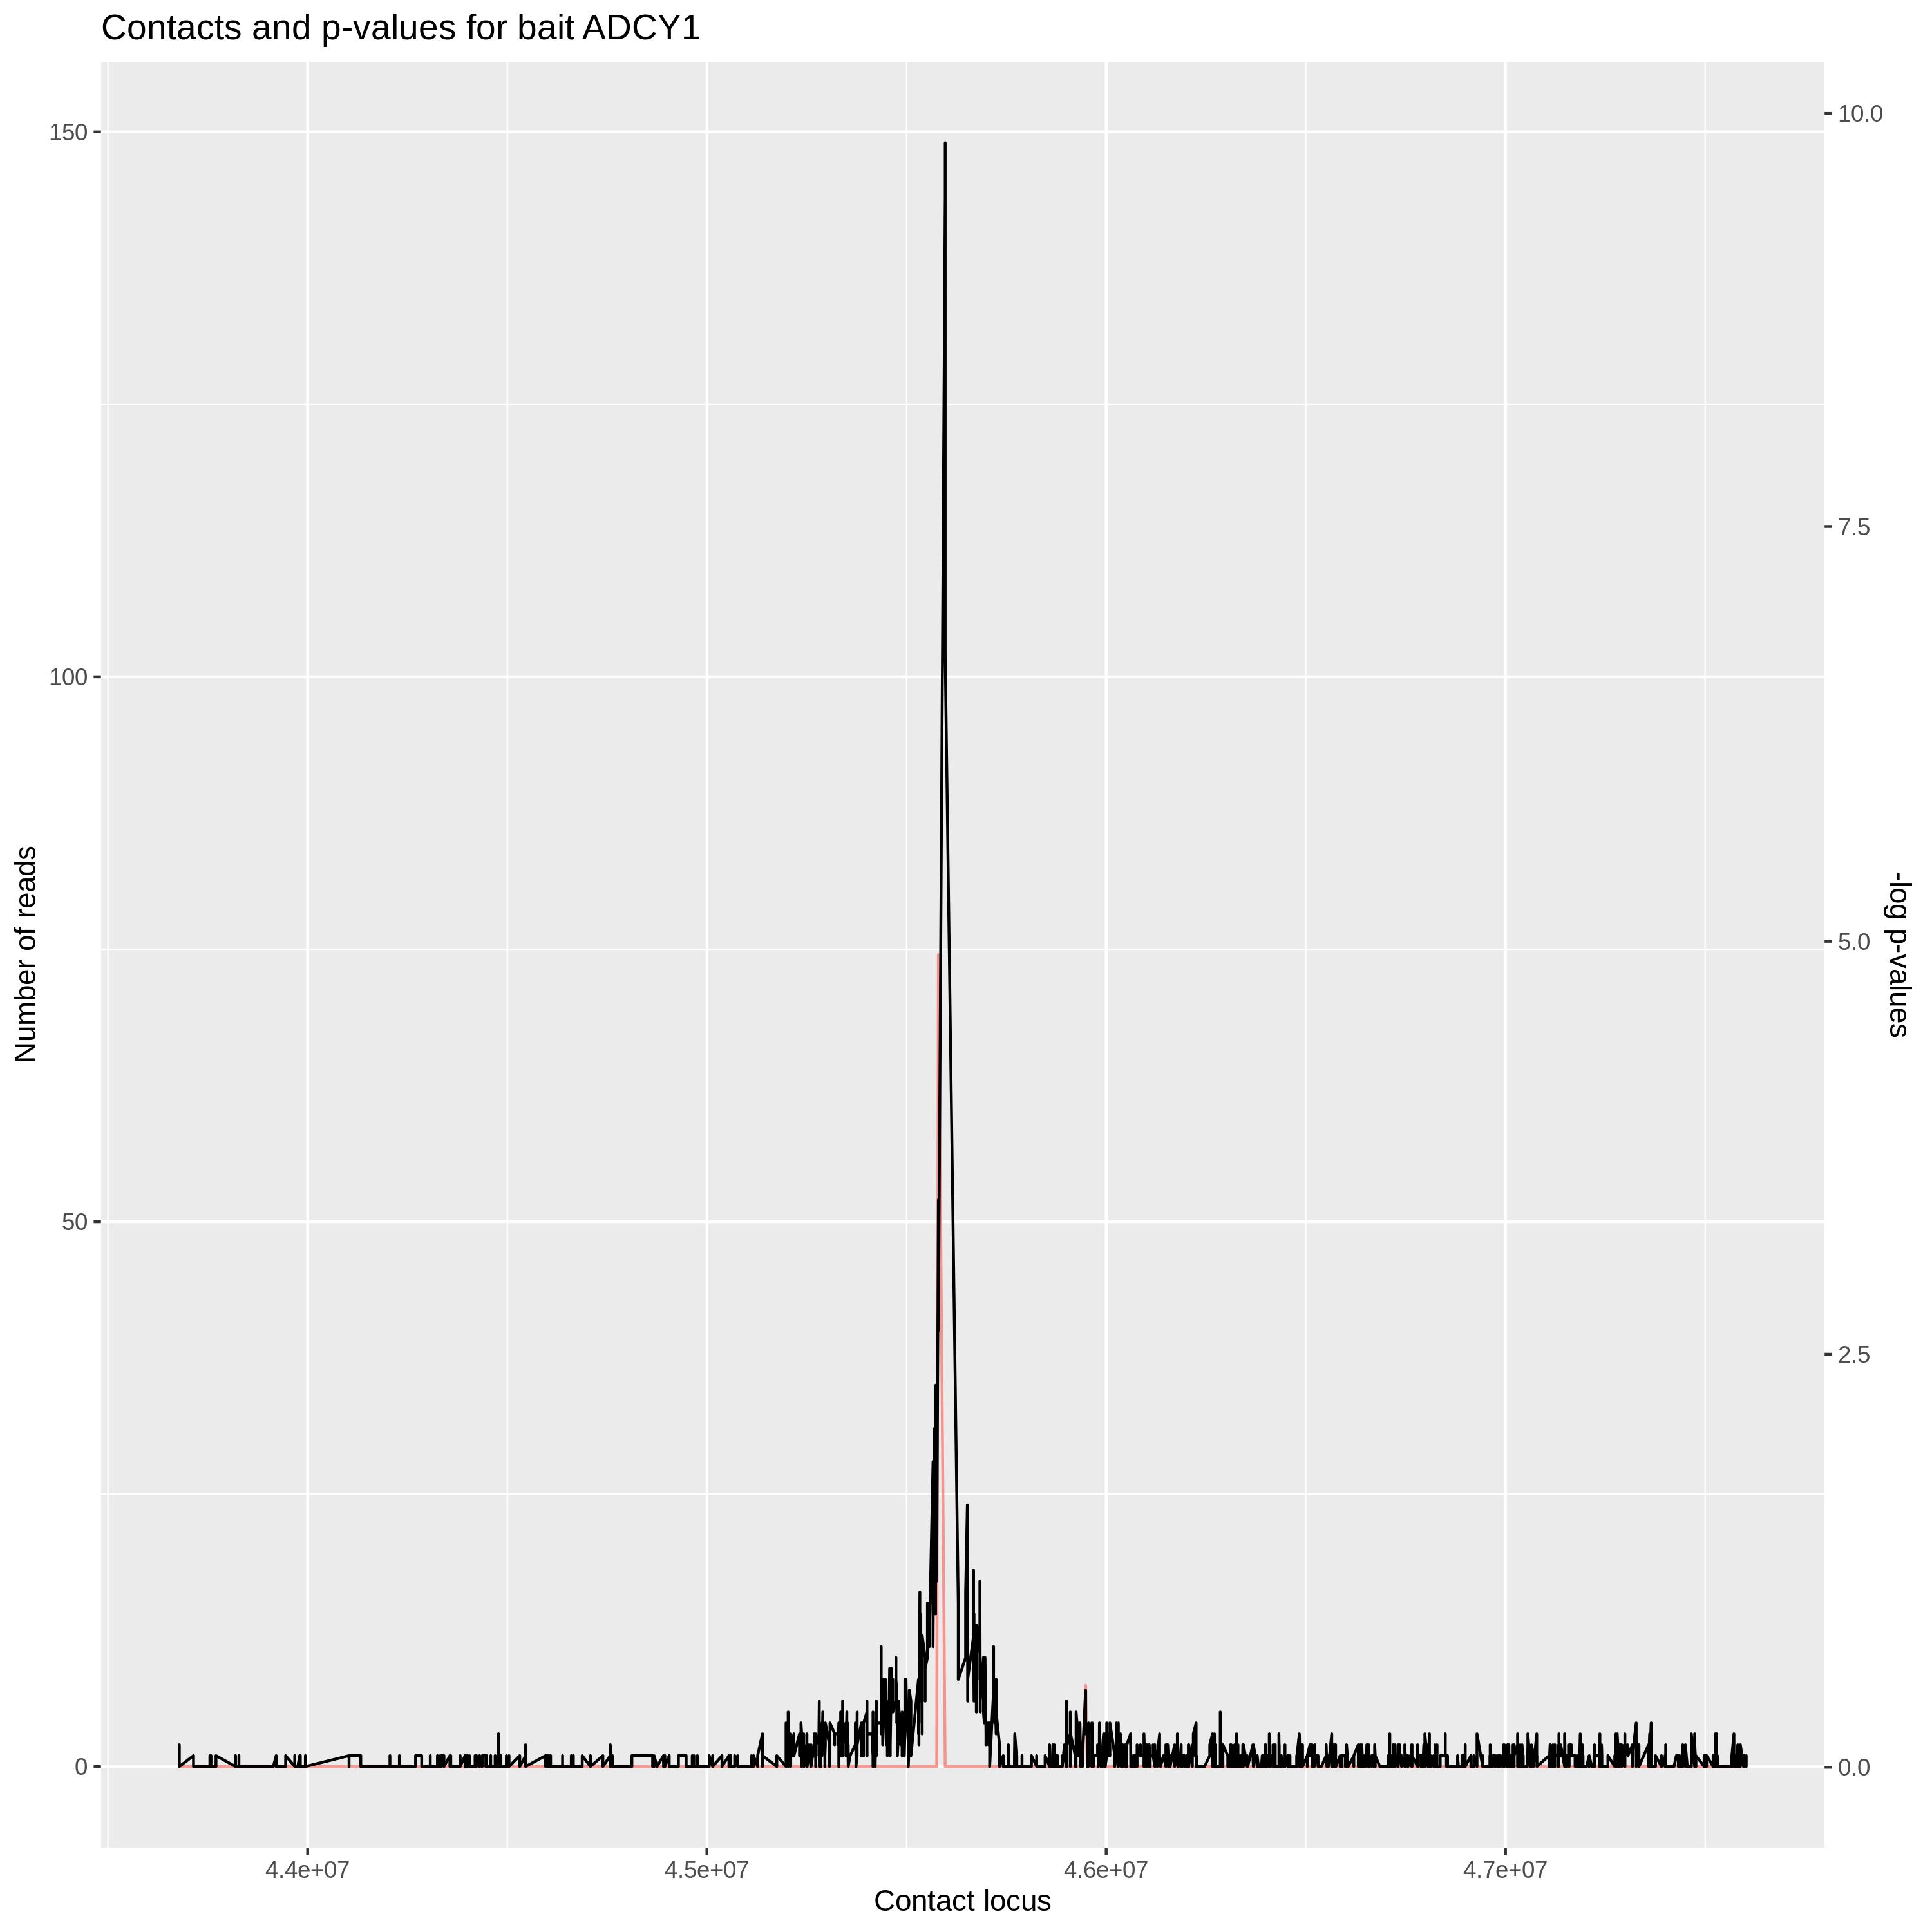 Contacts and p-values for bait ADCY1
150
100
50
0
Number of reads
10.0
7.5
5.0
2.5
0.0
-log p-values
4.4e+07
4.5e+07
4.6e+07
4.7e+07
Contact locus